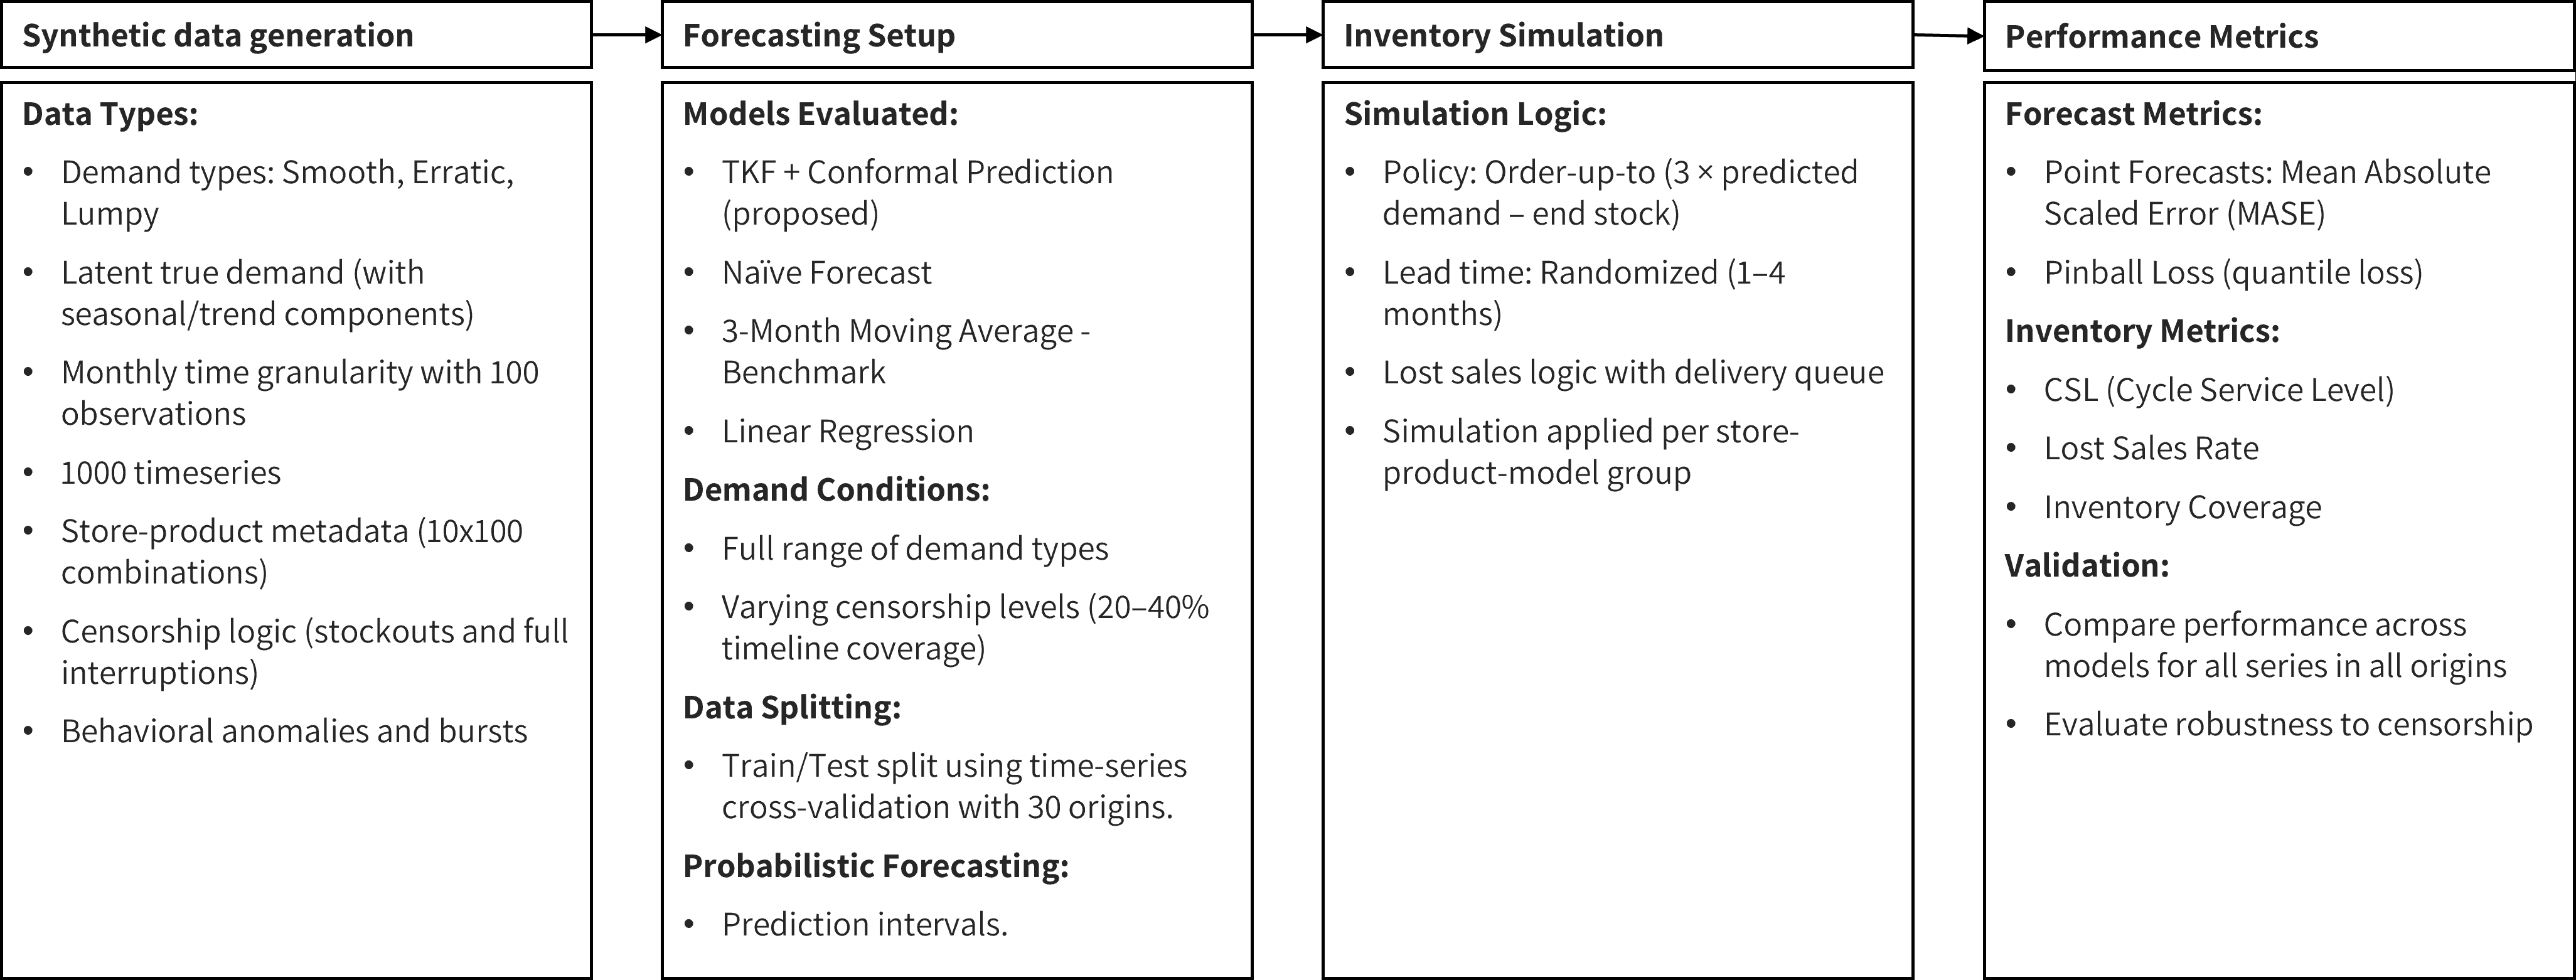 Synthetic data generation
Data Types:
• Demand types: Smooth, Erratic,
Lumpy
• Latent true demand (with
seasonal/trend components)
• Monthly time granularity with 100
observations
• 1000 timeseries
• Store-product metadata (10x100
combinations)
• Censorship logic (stockouts and full
interruptions)
• Behavioral anomalies and bursts
Forecasting Setup
Models Evaluated:
• TKF + Conformal Prediction
(proposed)
• Naïve Forecast
• 3-Month Moving Average -
Benchmark
• Linear Regression
Demand Conditions:
• Full range of demand types
• Varying censorship levels (20–40%
timeline coverage)
Data Splitting:
• Train/Test split using time-series
cross-validation with 30 origins.
Probabilistic Forecasting:
• Prediction intervals.
Inventory Simulation
Simulation Logic:
• Policy: Order-up-to (3 × predicted
demand – end stock)
• Lead time: Randomized (1–4
months)
• Lost sales logic with delivery queue
• Simulation applied per store-
product-model group
Performance Metrics
Forecast Metrics:
• Point Forecasts: Mean Absolute
Scaled Error (MASE)
• Pinball Loss (quantile loss)
Inventory Metrics:
• CSL (Cycle Service Level)
• Lost Sales Rate
• Inventory Coverage
Validation:
• Compare performance across
models for all series in all origins
• Evaluate robustness to censorship